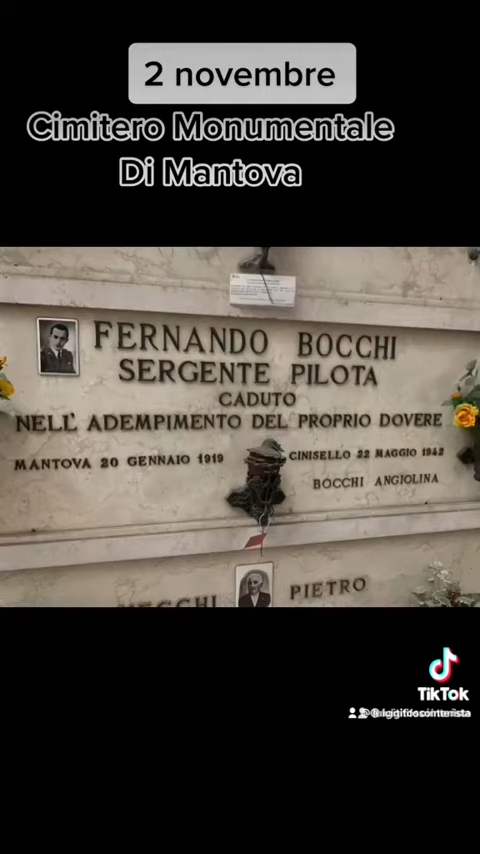 2 novembre
Cimitero Monumentale
Di Mantova
FERNANDO BOCCHI
SERGENTE PILOTA
CADUTO
NELL' ADEMPIMENTO DEL PROPRIO DOVERE
MANTOVA 20 GENNAIO 1919
CINISELLO 22 MAGGIO 1942
BOCCHI ANGIOLINA
PIETRO
TikTok